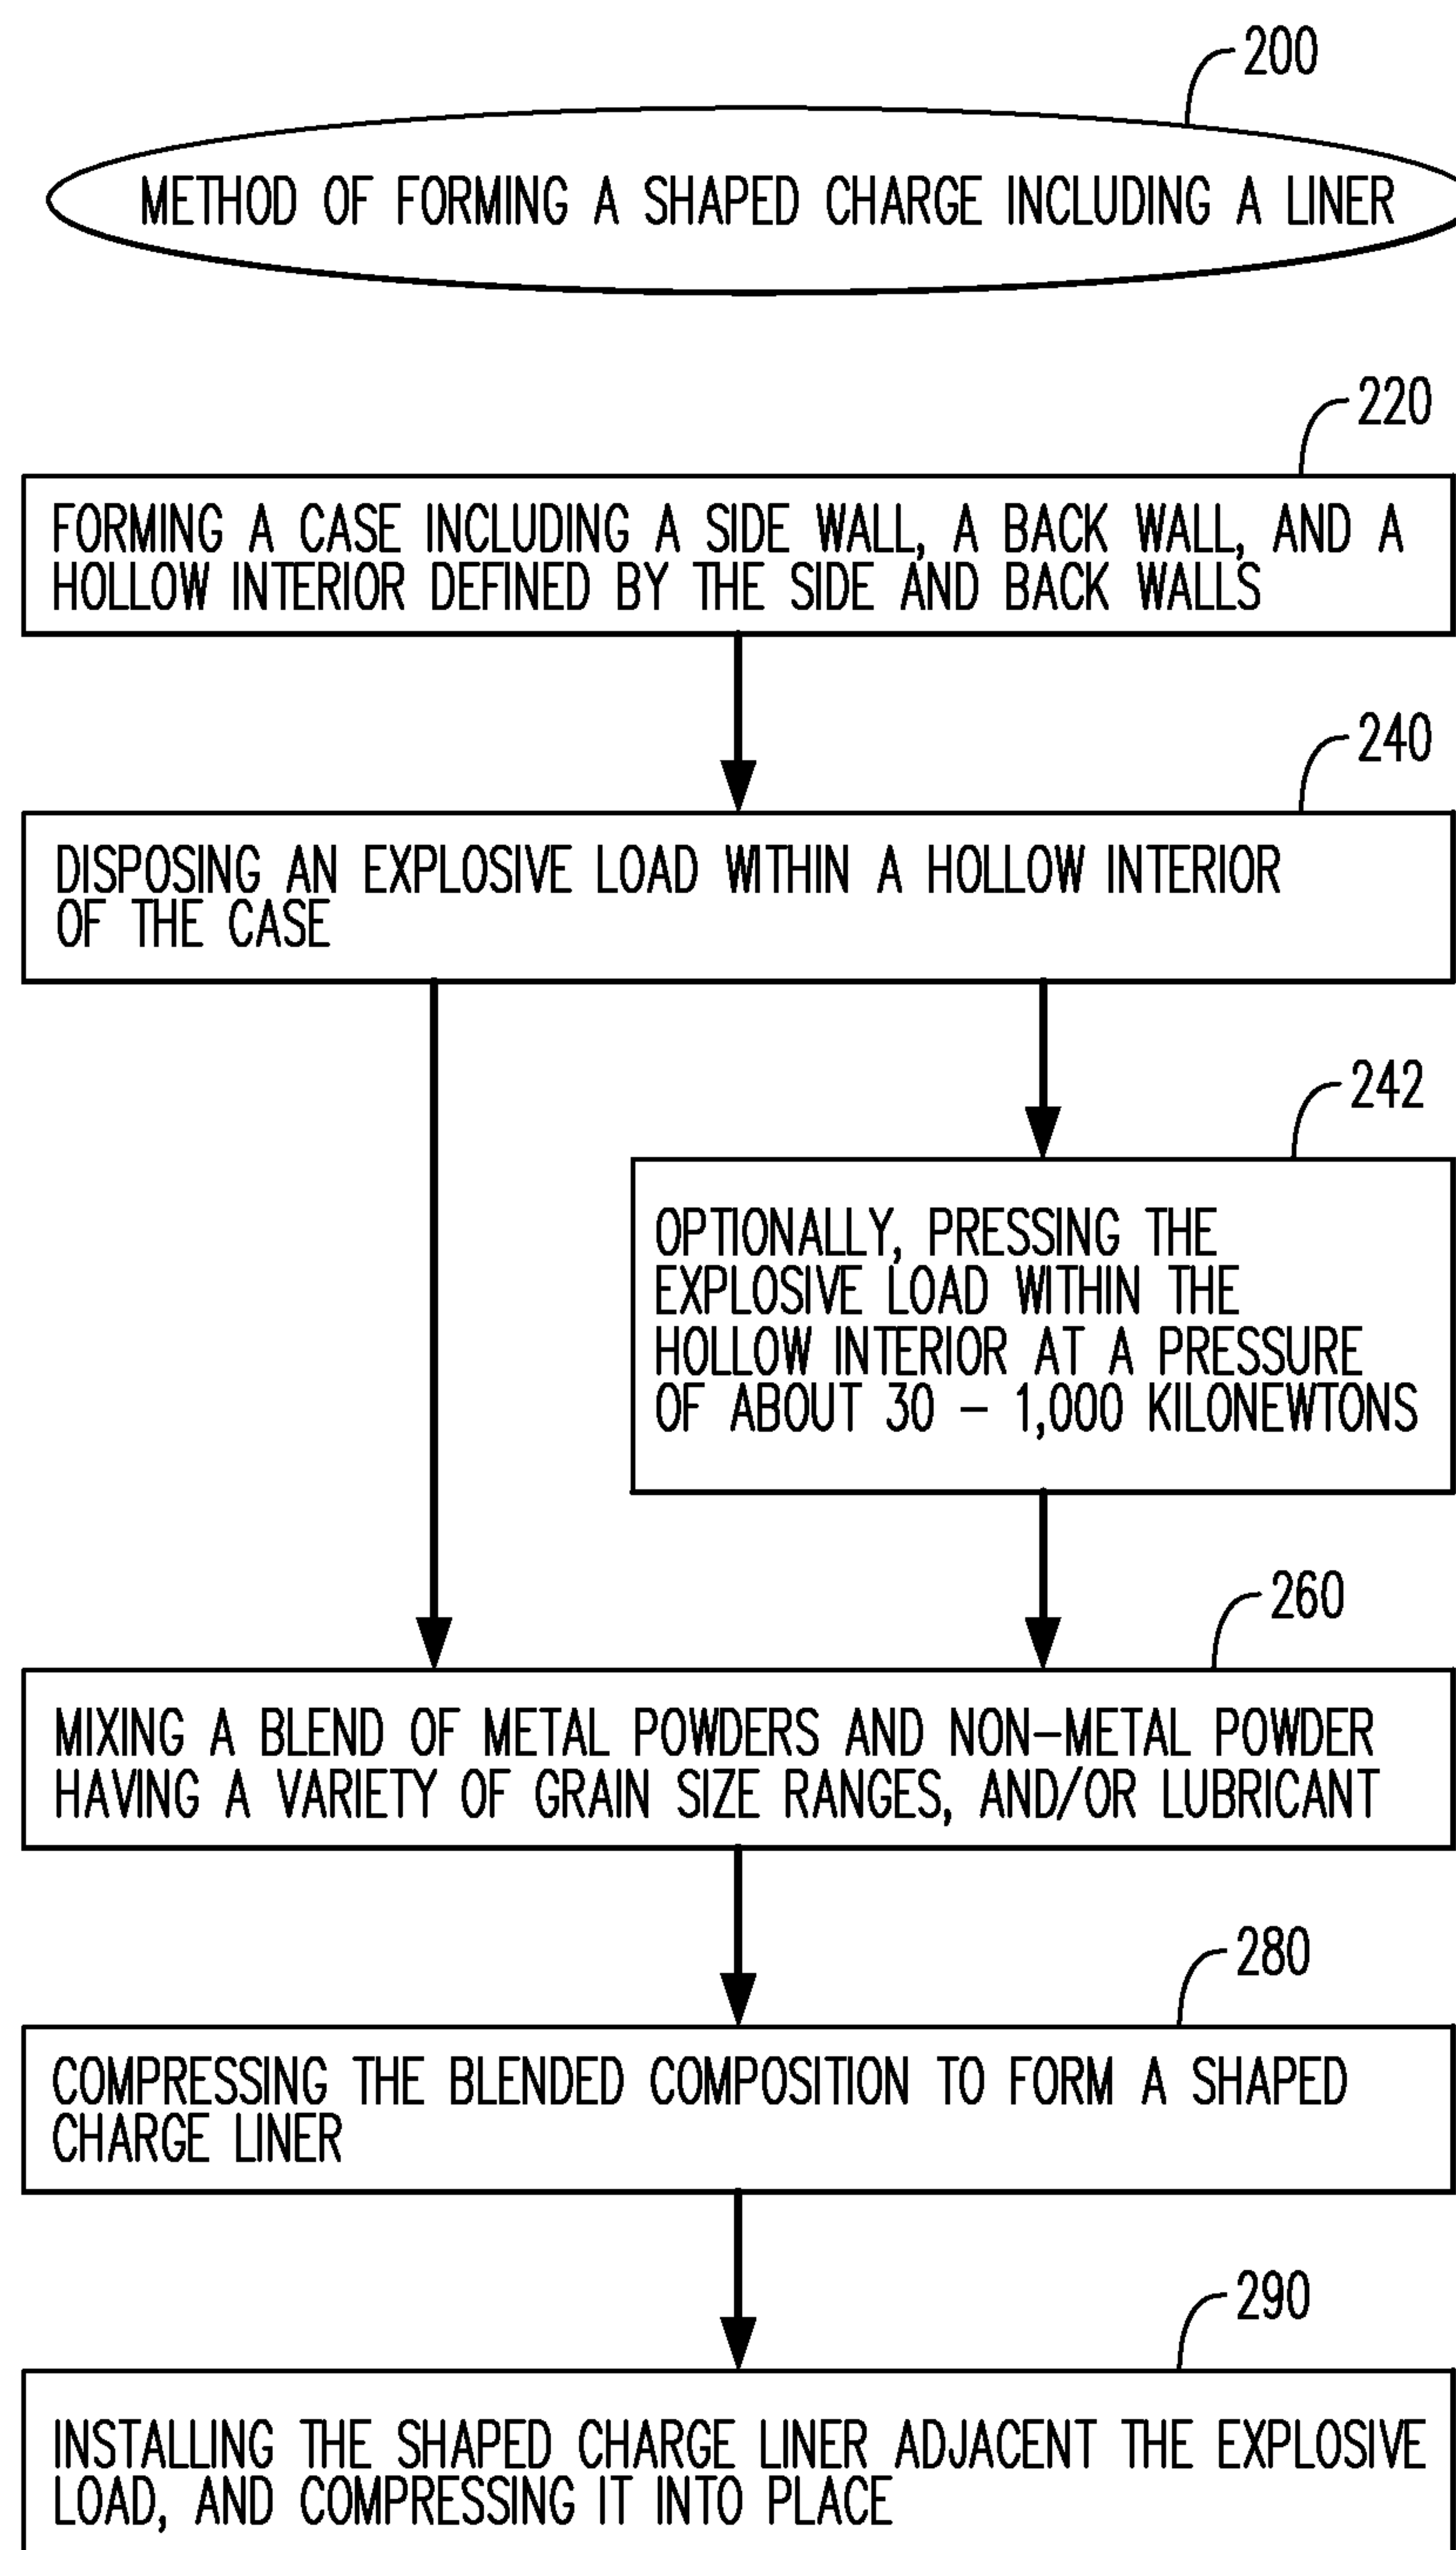 200
METHOD OF FORMING A SHAPED CHARGE INCLUDING A LINER
220
FORMING A CASE INCLUDING A SIDE WALL, A BACK WALL, AND A
HOLLOW INTERIOR DEFINED BY THE SIDE AND BACK WALLS
240
DISPOSING AN EXPLOSIVE LOAD WITHIN A HOLLOW INTERIOR
OF THE CASE
242
OPTIONALLY, PRESSING THE
EXPLOSIVE LOAD WITHIN THE
HOLLOW INTERIOR AT A PRESSURE
OF ABOUT 30 – 1,000 KILONEWTONS
260
MIXING A BLEND OF METAL POWDERS AND NON-METAL POWDER
HAVING A VARIETY OF GRAIN SIZE RANGES, AND/OR LUBRICANT
280
COMPRESSING THE BLENDED COMPOSITION TO FORM A SHAPED
CHARGE LINER
290
INSTALLING THE SHAPED CHARGE LINER ADJACENT THE EXPLOSIVE
LOAD, AND COMPRESSING IT INTO PLACE